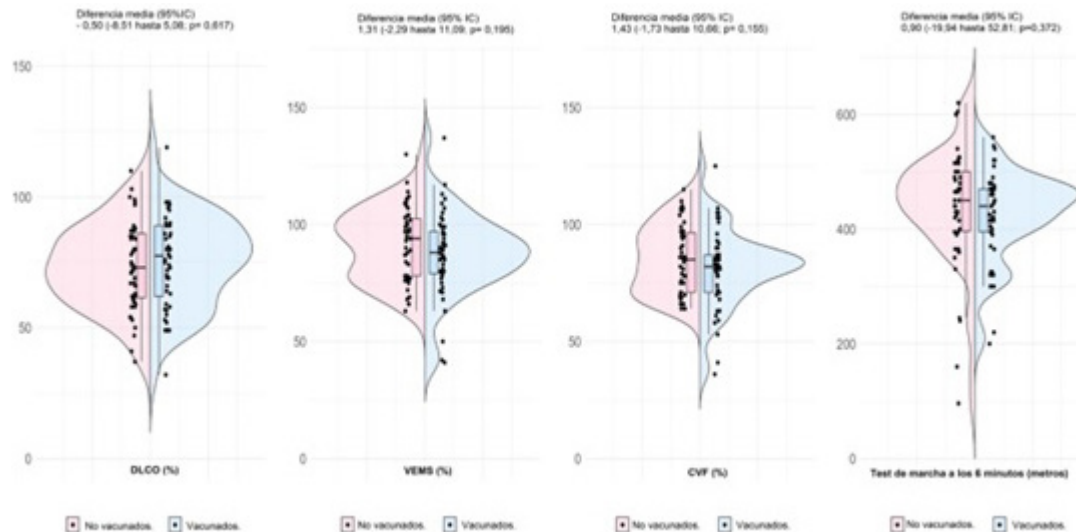 Diferencia media (95%IC)
- 0,50 (-8,51 hasta 5,08; p= 0,617)
150
100
50
0
DLCO (%)
No vacunados.
Vacunados.
Diferencia media (95% IC)
1,31 (-2,29 hasta 11,09; p= 0,195)
150
100
50
0
VEMS (%)
No vacunados.
Vacunados.
Diferencia media (95% IC)
1,43 (-1,73 hasta 10,66; p= 0,155)
150
100
50
0
CVF (%)
No vacunados.
Vacunados.
Diferencia media (95% IC)
0,90 (-19,94 hasta 52,81; p=0,372)
600
400
200
0
Test de marcha a los 6 minutos (metros)
No vacunados.
Vacunados.